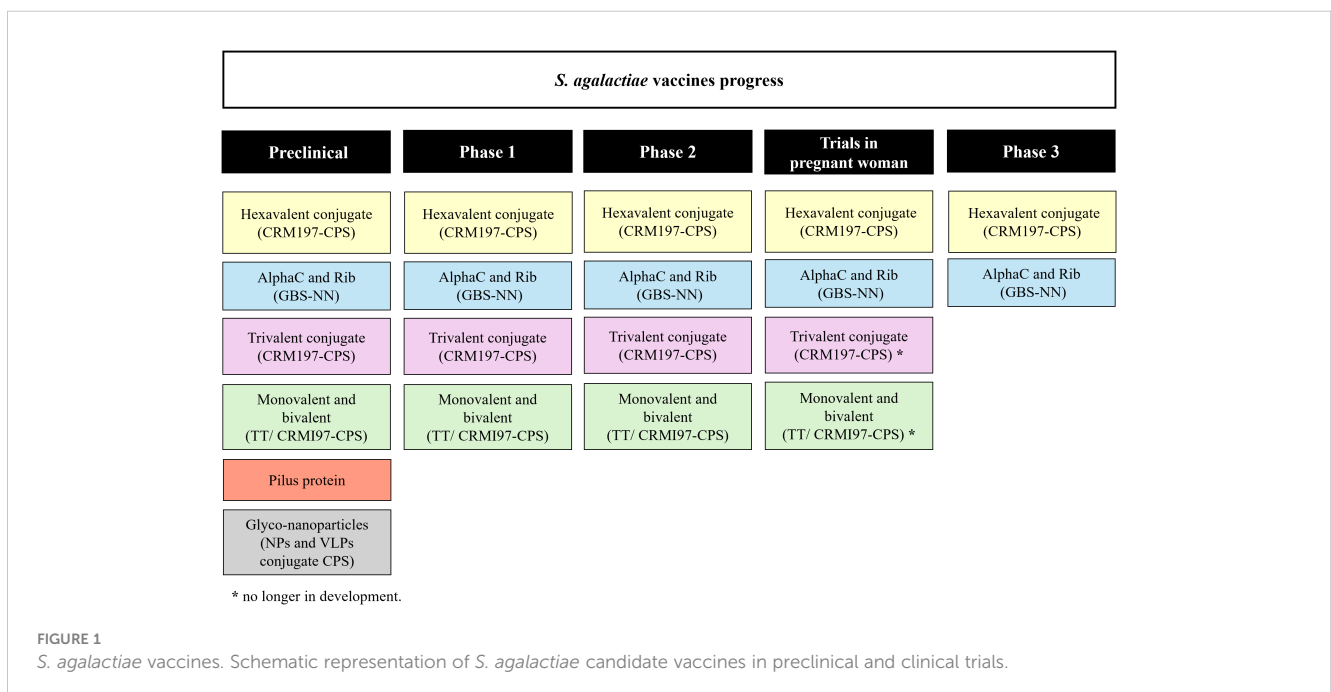 S. agalactiae vaccines progress
Preclinical
Phase 1
Phase 2
Trials in
pregnant woman
Phase 3
Hexavalent conjugate
(CRM197-CPS)
Hexavalent conjugate
(CRM197-CPS)
Hexavalent conjugate
(CRM197-CPS)
Hexavalent conjugate
(CRM197-CPS)
Hexavalent conjugate
(CRM197-CPS)
AlphaC and Rib
(GBS-NN)
AlphaC and Rib
(GBS-NN)
AlphaC and Rib
(GBS-NN)
AlphaC and Rib
(GBS-NN)
AlphaC and Rib
(GBS-NN)
Trivalent conjugate
(CRM197-CPS)
Trivalent conjugate
(CRM197-CPS)
Trivalent conjugate
(CRM197-CPS)
Trivalent conjugate
(CRM197-CPS) *
Monovalent and
bivalent
(TT/ CRMI97-CPS)
Monovalent and
bivalent
(TT/ CRMI97-CPS)
Monovalent and
bivalent
(TT/ CRMI97-CPS)
Monovalent and
bivalent
(TT/ CRMI97-CPS) *
Pilus protein
Glyco-nanoparticles
(NPs and VLPs
conjugate CPS)
* no longer in development.
FIGURE 1
S. agalactiae vaccines. Schematic representation of S. agalactiae candidate vaccines in preclinical and clinical trials.